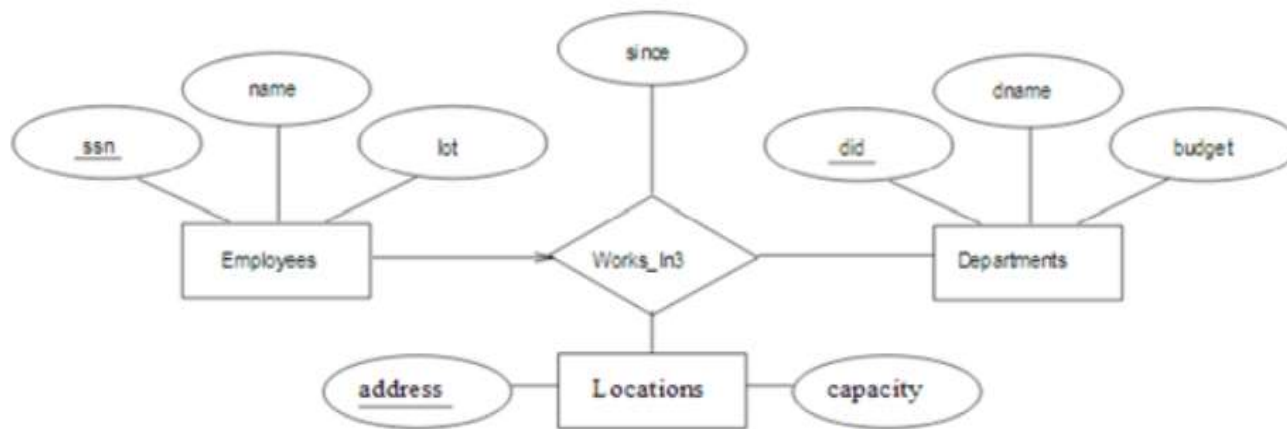 since
name
dname
ssn
lot
did
budget
Employees
Works_In3
Departments
address
Locations
capacity